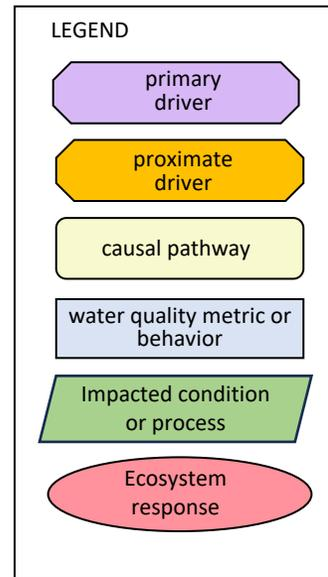 LEGEND
primary
driver
proximate
driver
causal pathway
water quality metric or
behavior
Impacted condition
or process
Ecosystem
response